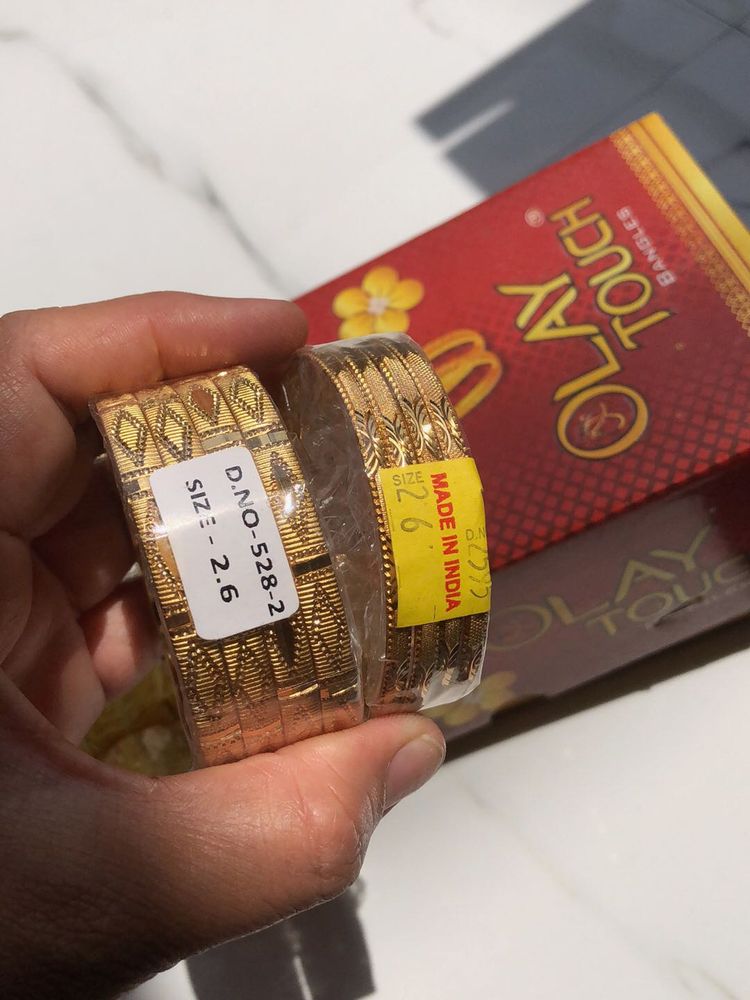 OLAY
TOUCH
®
BANGLES
D.NO-528-2
SIZE - 2.6
SIZE
2 6
MADE IN INDIA
D.N
OLAY
TOUC